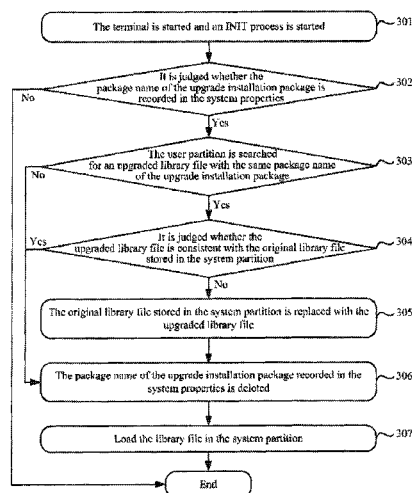 The terminal is started and an INIT process is started
301
It is judged whether the
package name of the upgrade installation package is
recorded in the system
properties
302
No
Yes
The user partition is searched
for an upgraded library file with the same package name
of the upgrade installation
package
303
No
Yes
It is judged whether the
upgraded library file is consistent with the original library file
stored in the system
partition
304
Yes
No
The original library file stored in the system partition is replaced with the
upgraded library file
305
The package name of the upgrade installation package recorded in the
system properties is deleted
306
Load the library file in the system partition
307
End